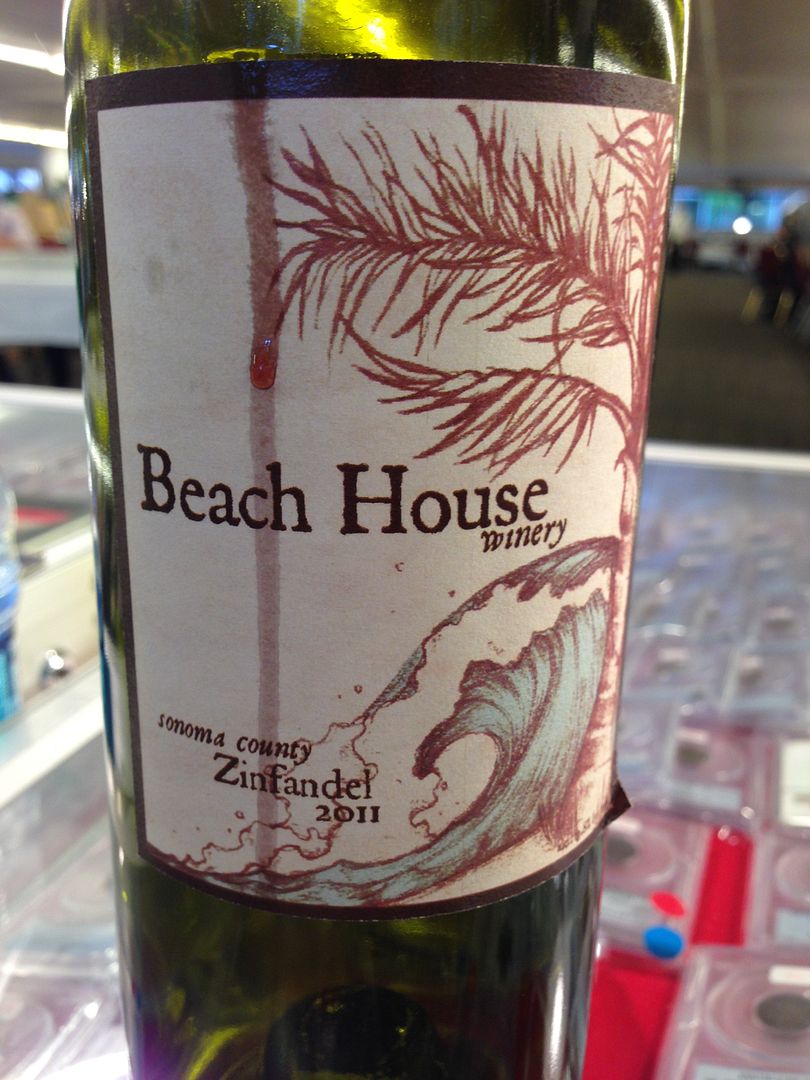 Beach House
winery
sonoma county
Zinfandel
2011